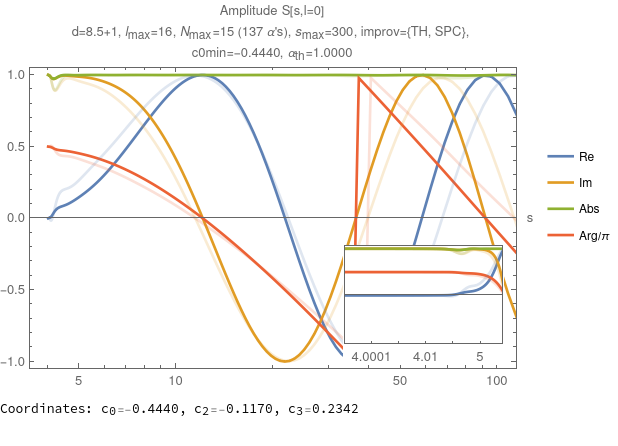 Amplitude S[s,l=0]
d=8.5+1, lmax=16, Nmax=15 (137 α's), smax=300, improv={TH, SPC},
c0min=-0.4440, αth=1.0000
1.0
0.5
0.0
-0.5
-1.0
s
Re
Im
Abs
Arg/π
4.0001 4.01 5
5 10 50 100
Coordinates: c0=-0.4440, c2=-0.1170, c3=0.2342